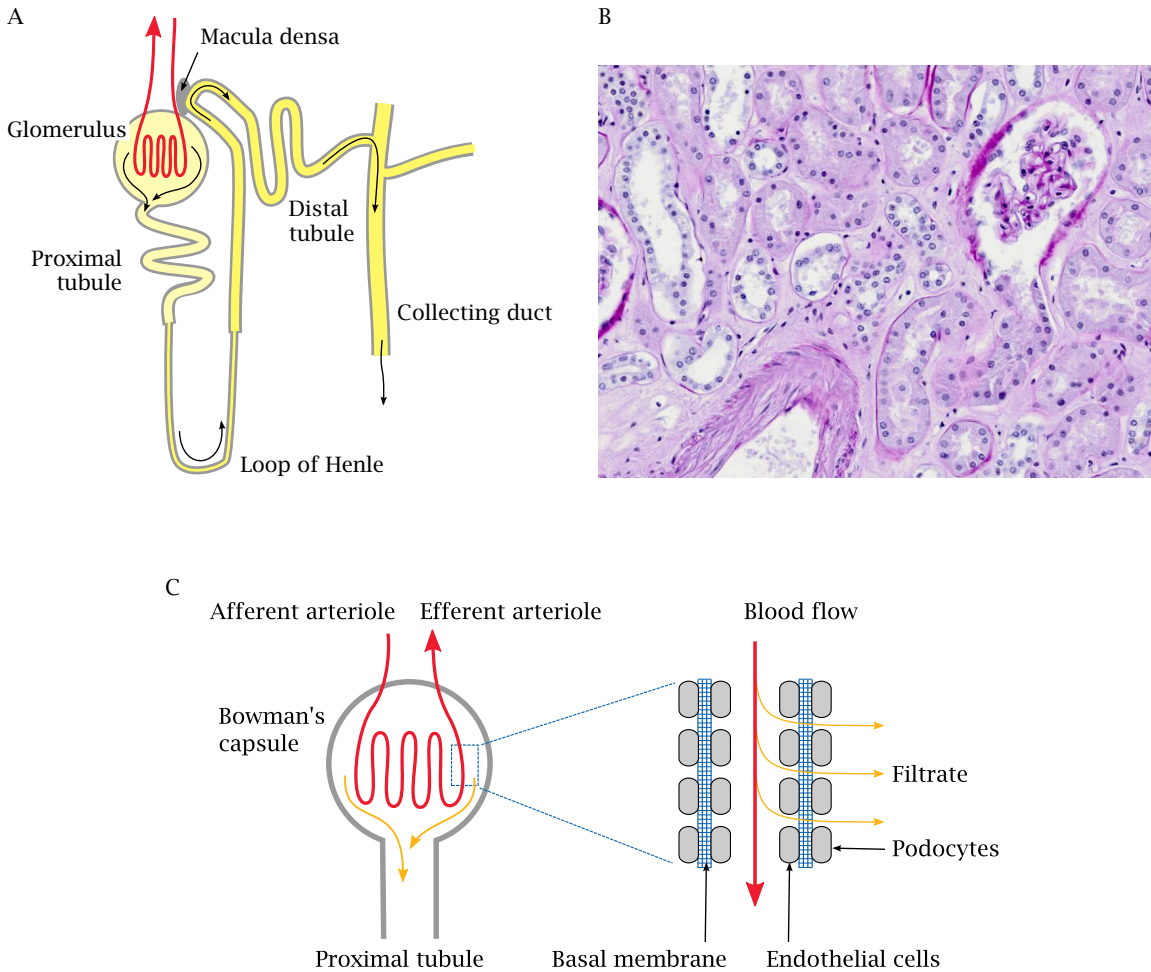 A
Macula densa
Glomerulus
Distal
tubule
Proximal
tubule
Collecting duct
Loop of Henle
B
C
Afferent arteriole
Efferent arteriole
Blood flow
Bowman's
capsule
Filtrate
Podocytes
Proximal tubule
Basal membrane
Endothelial cells